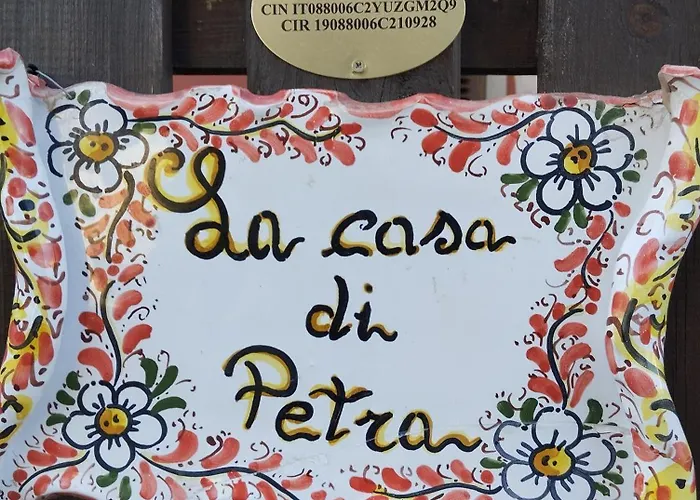 CIN IT088006C2YUZGM2Q9
CIR 19088006C210928
La casa
di
Petra